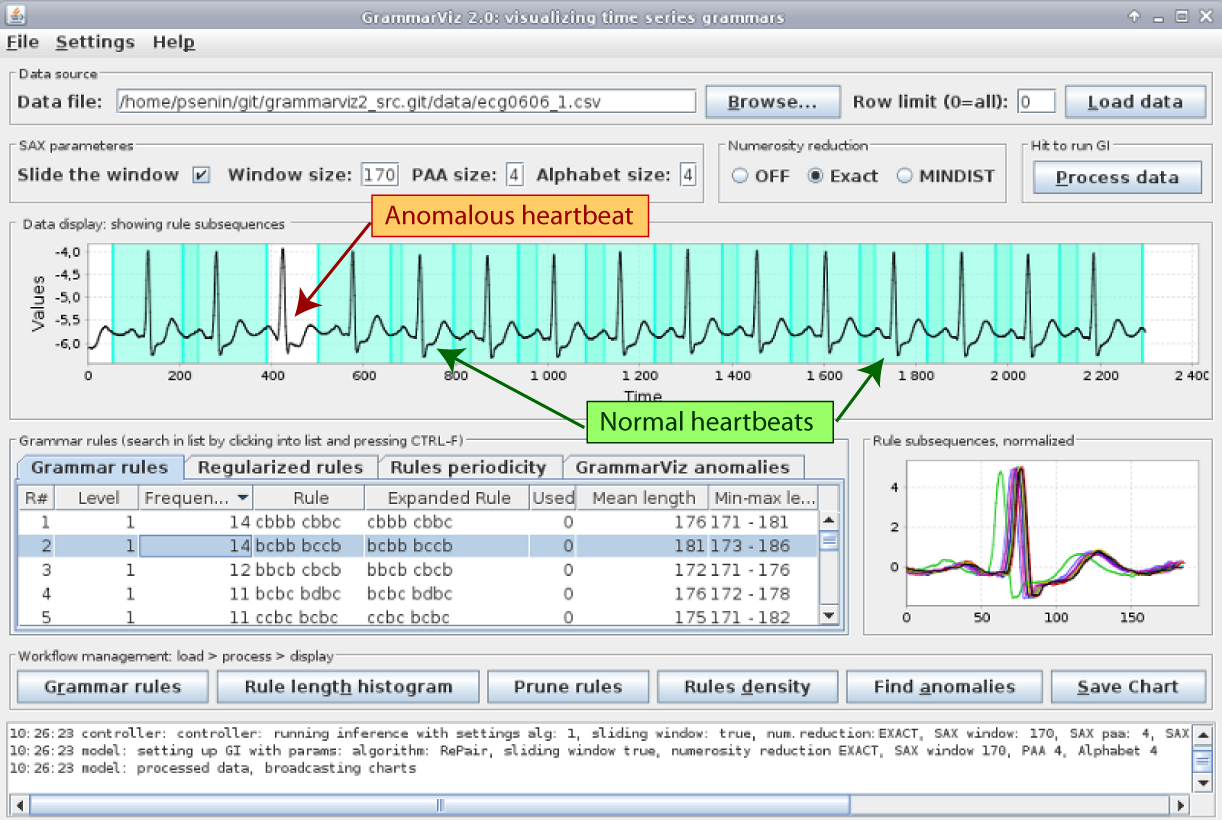 GrammarViz 2.0: visualizing time series grammars
File Settings Help
Data source
Data file: /home/psenin/git/grammarviz2_src.git/data/ecg0606_1.csv Browse... Row limit (0=all): 0 Load data
SAX parameteres Numerosity reduction Hit to run GI
Slide the window Window size: 170 PAA size: 4 Alphabet size: 4 OFF Exact MINDIST Process data
Data display: showing rule subsequences
Anomalous heartbeat
Values
-4,0
-4,5
-5,0
-5,5
-6,0
0 200 400 600 800 1 000 1 200 1 400 1 600 1 800 2 000 2 200 2 400
Time
Normal heartbeats
Grammar rules (search in list by clicking into list and pressing CTRL-F)
Grammar rules Regularized rules Rules periodicity GrammarViz anomalies
R# Level Frequen... Rule Expanded Rule Used Mean length Min-max le...
1 1 14 cbbb cbbc cbbb cbbc 0 176 171 - 181
2 1 14 bcbb bccb bcbb bccb 0 181 173 - 186
3 1 12 bbcb cbcb bbcb cbcb 0 172 171 - 176
4 1 11 bcbc bdbc bcbc bdbc 0 176 172 - 178
5 1 11 ccbc bcbc ccbc bcbc 0 175 171 - 182
Rule subsequences, normalized
4
2
0
0 50 100 150
Workflow management: load > process > display
Grammar rules Rule length histogram Prune rules Rules density Find anomalies Save Chart
10:26:23 controller: controller: running inference with settings alg: 1, sliding window: true, num.reduction:EXACT, SAX window: 170, SAX paa: 4, SAX
10:26:23 model: setting up GI with params: algorithm: RePair, sliding window true, numerosity reduction EXACT, SAX window 170, PAA 4, Alphabet 4
10:26:23 model: processed data, broadcasting charts